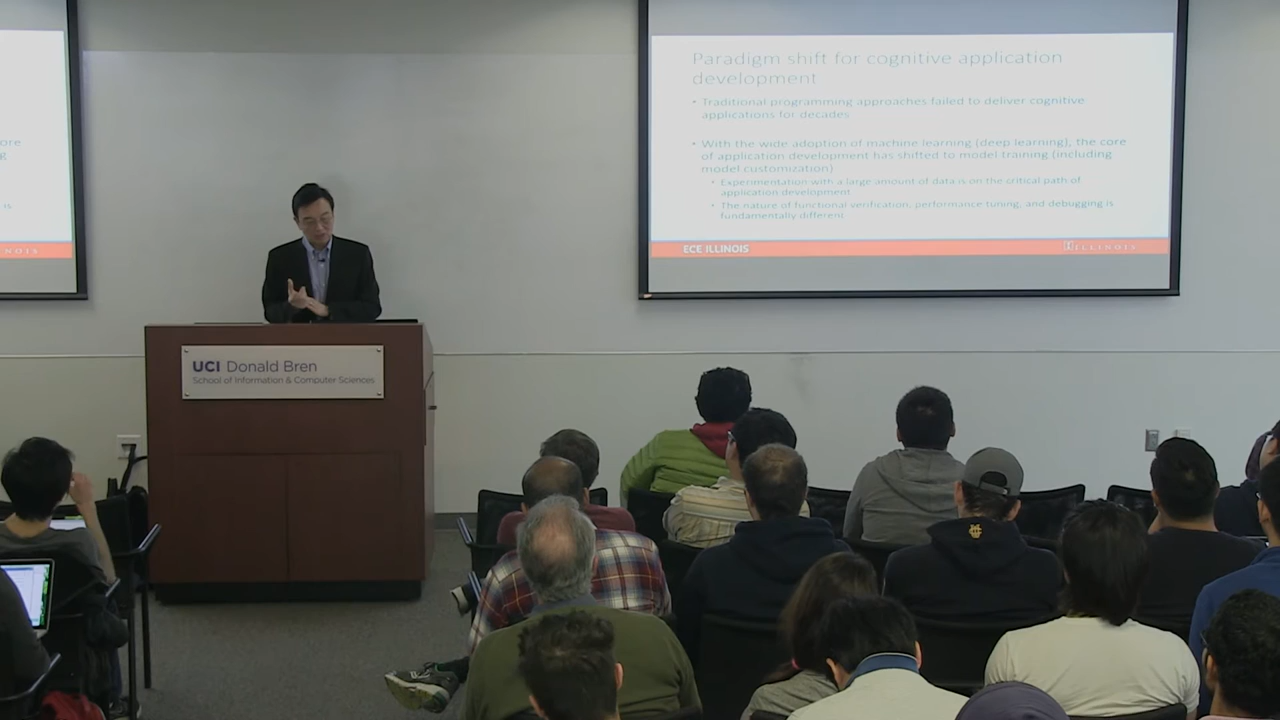 ore
g
is
Paradigm shift for cognitive application
development
• Traditional programming approaches failed to deliver cognitive
applications for decades
• With the wide adoption of machine learning (deep learning), the core
of application development has shifted to model training (including
model customization)
• Experimentation with a large amount of data is on the critical path of
application development
• The nature of functional verification, performance tuning, and debugging is
fundamentally different
ECE ILLINOIS
ILLINOIS
UCI Donald Bren
School of Information & Computer Sciences